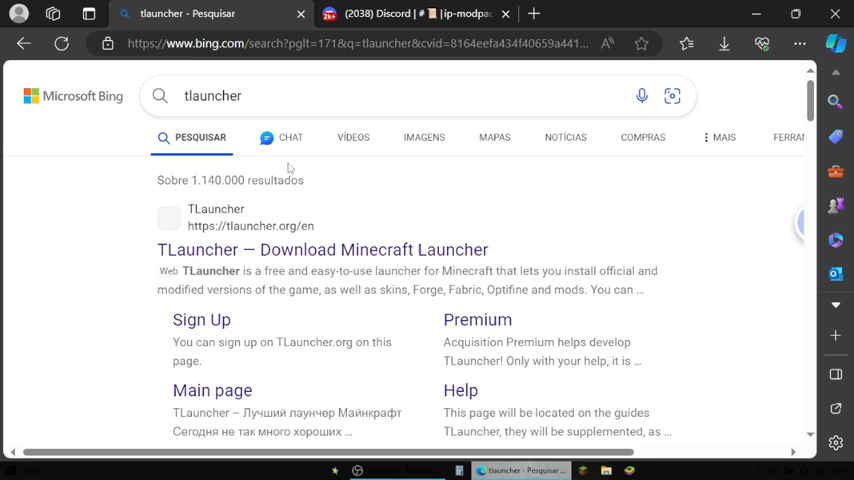 tlauncher - Pesquisar
2k+
(2038) Discord | #
| ip-modpac
https://www.bing.com/search?pglt=171&q=tlauncher&cvid=8164eefa434f40659a441...
Microsoft Bing
tlauncher
PESQUISAR
CHAT
VÍDEOS
IMAGENS
MAPAS
NOTÍCIAS
COMPRAS
MAIS
FERRAM
Sobre 1.140.000 resultados
TLauncher
https://tlauncher.org/en
TLauncher — Download Minecraft Launcher
Web TLauncher is a free and easy-to-use launcher for Minecraft that lets you install official and
modified versions of the game, as well as skins, Forge, Fabric, Optifine and mods. You can ...
Sign Up
You can sign up on TLauncher.org on this
page.
Premium
Acquisition Premium helps develop
TLauncher! Only with your help, it is ...
Main page
TLauncher – Лучший лаунчер Майнкрафт
Сегодня не так много хороших ...
Help
This page will be located on the guides
TLauncher, they will be supplemented, as ...
tlauncher - Pesquisar ...